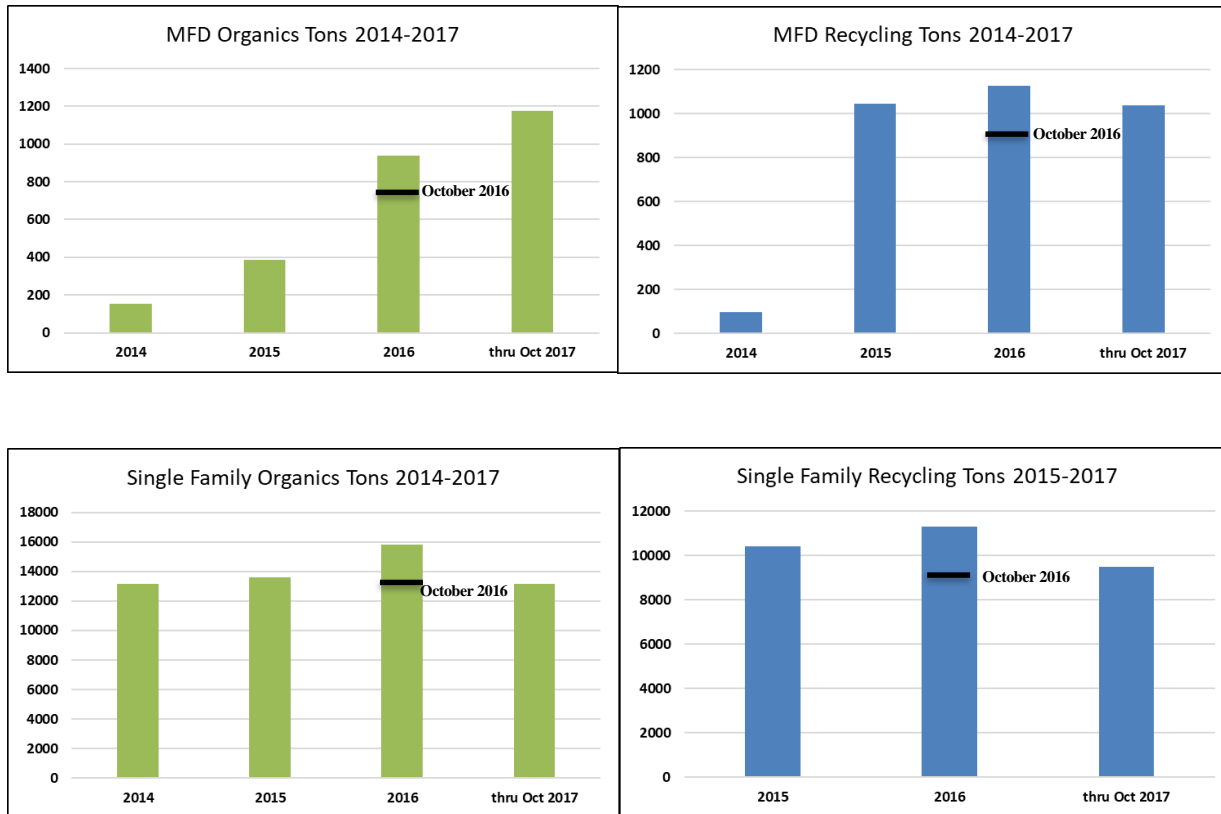 MFD Organics Tons 2014-2017
1400
1200
1000
800
600
400
200
0
October 2016
2014 2015 2016 thru Oct 2017
MFD Recycling Tons 2014-2017
1200
1000
800
600
400
200
0
October 2016
2014 2015 2016 thru Oct 2017
Single Family Organics Tons 2014-2017
18000
16000
14000
12000
10000
8000
6000
4000
2000
0
October 2016
2014 2015 2016 thru Oct 2017
Single Family Recycling Tons 2015-2017
12000
10000
8000
6000
4000
2000
0
October 2016
2015 2016 thru Oct 2017